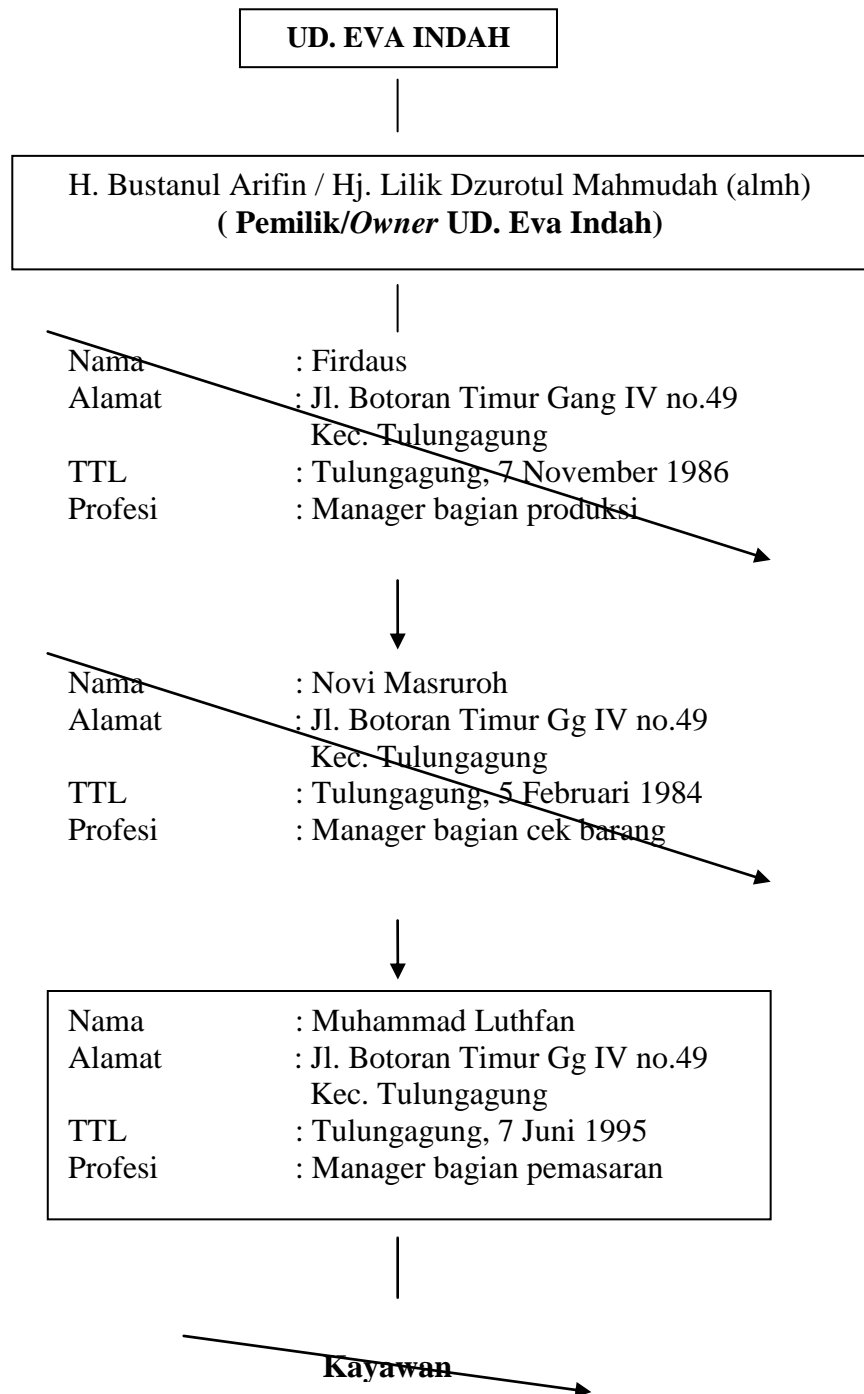 UD. EVA INDAH
H. Bustanul Arifin / Hj. Lilik Dzurotul Mahmudah (almh)
( Pemilik/Owner UD. Eva Indah)
Nama : Firdaus
Alamat : Jl. Botoran Timur Gang IV no.49
Kec. Tulungagung
TTL : Tulungagung, 7 November 1986
Profesi : Manager bagian produksi
Nama : Novi Masruroh
Alamat : Jl. Botoran Timur Gg IV no.49
Kec. Tulungagung
TTL : Tulungagung, 5 Februari 1984
Profesi : Manager bagian cek barang
Nama : Muhammad Luthfan
Alamat : Jl. Botoran Timur Gg IV no.49
Kec. Tulungagung
TTL : Tulungagung, 7 Juni 1995
Profesi : Manager bagian pemasaran
Kayawan